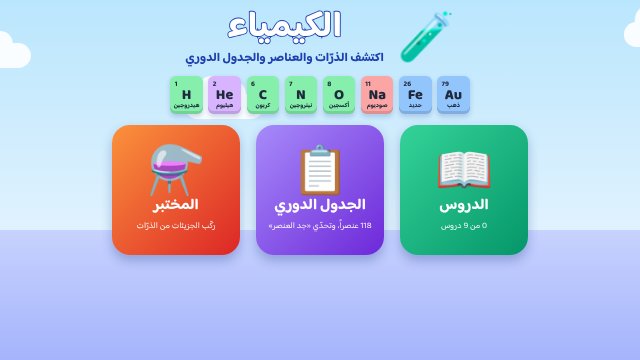 الكيمياء
اكتشف الذرّات والعناصر والجدول الدوري
79 Au ذهب
26 Fe حديد
11 Na صوديوم
8 O أكسجين
7 N نيتروجين
6 C كربون
2 He هيليوم
1 H هيدروجين
الدروس
0 من 9 دروس
الجدول الدوري
118 عنصراً، وتحدّي «جد العنصر»
المختبر
ركّب الجزيئات من الذرّات